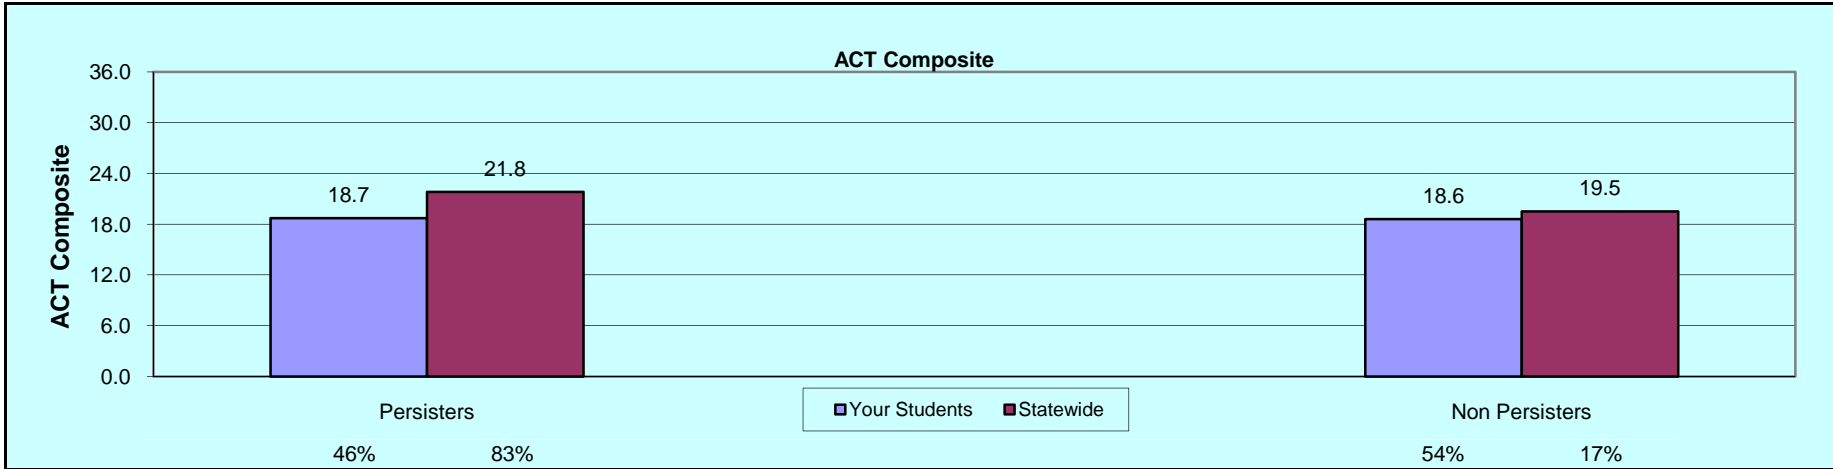 ACT Composite
36.0
30.0
24.0
18.0
12.0
6.0
0.0
ACT Composite
18.7
21.8
18.6
19.5
Persisters
Non Persisters
Your Students
Statewide
46%
83%
54%
17%